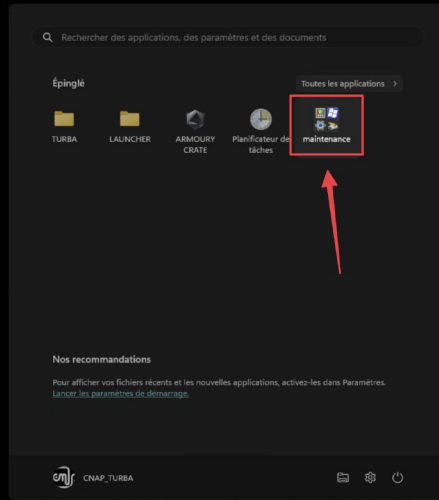 Rechercher des applications, des paramètres et des documents
Épinglé
Toutes les applications
TURBA
LAUNCHER
ARMOURY
CRATE
Planificateur de
tâches
maintenance
Nos recommandations
Pour afficher vos fichiers récents et les nouvelles applications, activez-les dans Paramètres.
Lancer les paramètres de démarrage.
CNAP_TURBA